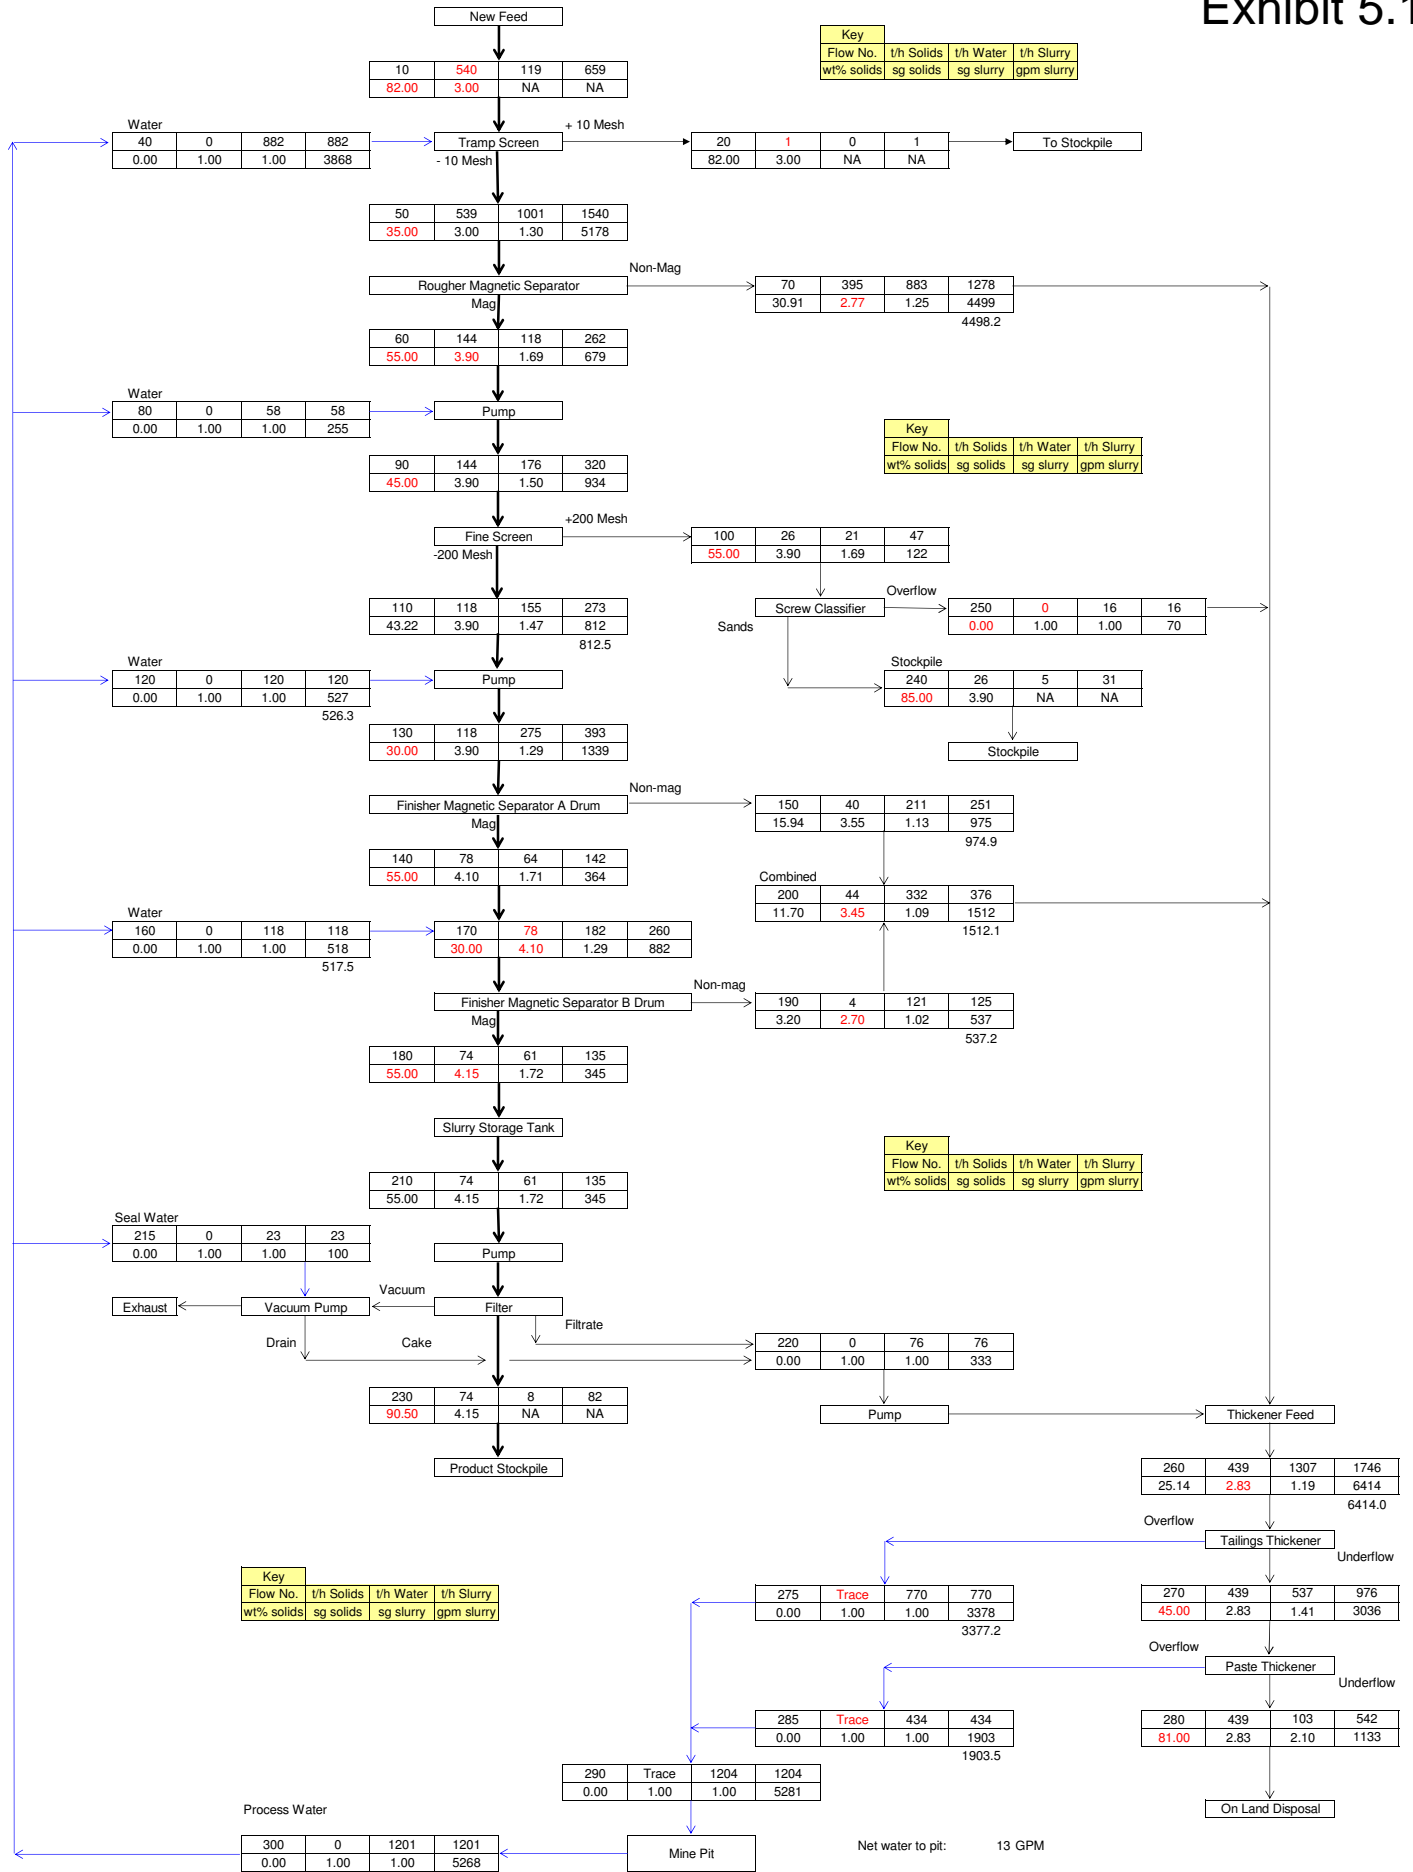 Exhibit 5.1
New Feed
Key
Flow No. t/h Solids t/h Water t/h Slurry
wt% solids sg solids sg slurry gpm slurry
10 540 119 659
82.00 3.00 NA NA
Water
+ 10 Mesh
40 0 882 882
0.00 1.00 1.00 3868
Tramp Screen
- 10 Mesh
20 1 0 1
82.00 3.00 NA NA
To Stockpile
50 539 1001 1540
35.00 3.00 1.30 5178
Non-Mag
Rougher Magnetic Separator
Mag
70 395 883 1278
30.91 2.77 1.25 4499
4498.2
60 144 118 262
55.00 3.90 1.69 679
Water
80 0 58 58
0.00 1.00 1.00 255
Pump
Key
Flow No. t/h Solids t/h Water t/h Slurry
wt% solids sg solids sg slurry gpm slurry
90 144 176 320
45.00 3.90 1.50 934
+200 Mesh
Fine Screen
-200 Mesh
100 26 21 47
55.00 3.90 1.69 122
Overflow
110 118 155 273
43.22 3.90 1.47 812
812.5
Screw Classifier
Sands
250 0 16 16
0.00 1.00 1.00 70
Water
120 0 120 120
0.00 1.00 1.00 527
526.3
Pump
Stockpile
240 26 5 31
85.00 3.90 NA NA
Stockpile
130 118 275 393
30.00 3.90 1.29 1339
Non-mag
Finisher Magnetic Separator A Drum
Mag
150 40 211 251
15.94 3.55 1.13 975
974.9
140 78 64 142
55.00 4.10 1.71 364
Combined
200 44 332 376
11.70 3.45 1.09 1512
1512.1
Water
160 0 118 118
0.00 1.00 1.00 518
517.5
170 78 182 260
30.00 4.10 1.29 882
Non-mag
Finisher Magnetic Separator B Drum
Mag
190 4 121 125
3.20 2.70 1.02 537
537.2
180 74 61 135
55.00 4.15 1.72 345
Slurry Storage Tank
Key
Flow No. t/h Solids t/h Water t/h Slurry
wt% solids sg solids sg slurry gpm slurry
210 74 61 135
55.00 4.15 1.72 345
Seal Water
215 0 23 23
0.00 1.00 1.00 100
Pump
Vacuum
Exhaust
Vacuum Pump
Filter
Filtrate
Drain
Cake
220 0 76 76
0.00 1.00 1.00 333
230 74 8 82
90.50 4.15 NA NA
Pump
Thickener Feed
Product Stockpile
260 439 1307 1746
25.14 2.83 1.19 6414
6414.0
Overflow
Tailings Thickener
Underflow
Key
Flow No. t/h Solids t/h Water t/h Slurry
wt% solids sg solids sg slurry gpm slurry
275 Trace 770 770
0.00 1.00 1.00 3378
3377.2
270 439 537 976
45.00 2.83 1.41 3036
Overflow
Paste Thickener
Underflow
285 Trace 434 434
0.00 1.00 1.00 1903
1903.5
280 439 103 542
81.00 2.83 2.10 1133
290 Trace 1204 1204
0.00 1.00 1.00 5281
On Land Disposal
Process Water
300 0 1201 1201
0.00 1.00 1.00 5268
Mine Pit
Net water to pit: 13 GPM